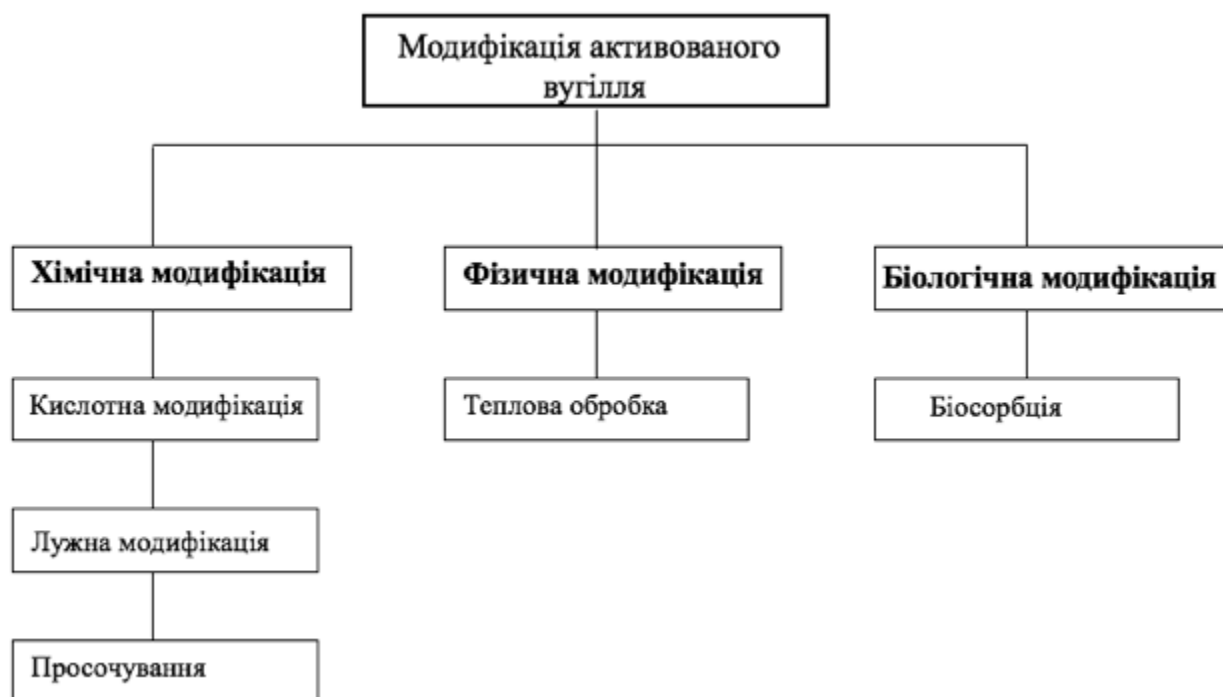 Модифікація активованого
вугілля
Хімічна модифікація
Фізична модифікація
Біологічна модифікація
Кислотна модифікація
Теплова обробка
Біосорбція
Лужна модифікація
Просочування